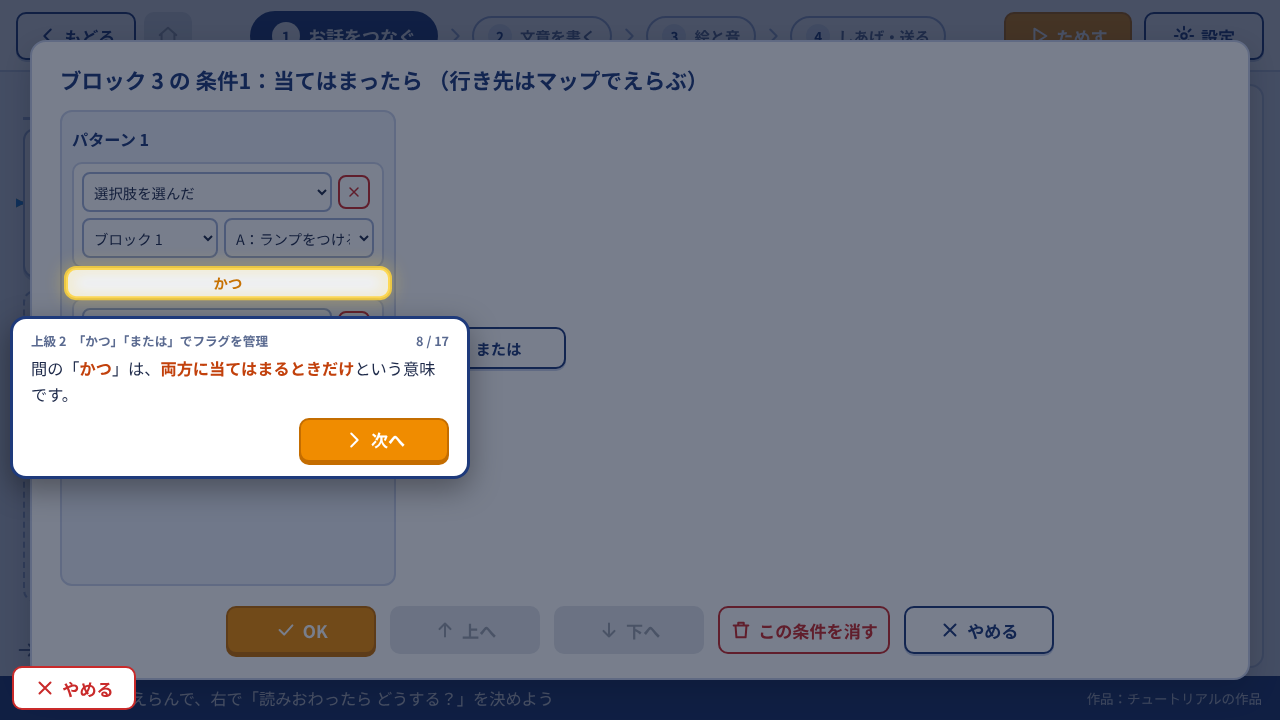 もどる
1 お話をつなぐ
2 文章を書く
3 絵と音
4 しあげ・送る
ためす
設定
ブロック 3 の 条件1：当てはまったら （行き先はマップでえらぶ）
パターン 1
選択肢を選んだ
ブロック 1
A：ランプをつける
かつ
または
上級 2 「かつ」「または」でフラグを管理
8 / 17
間の「かつ」は、両方に当てはまるときだけという意味
です。
次へ
OK
上へ
下へ
この条件を消す
やめる
やめる
えらんで、右で「読みおわったら どうする？」を決めよう
作品：チュートリアルの作品